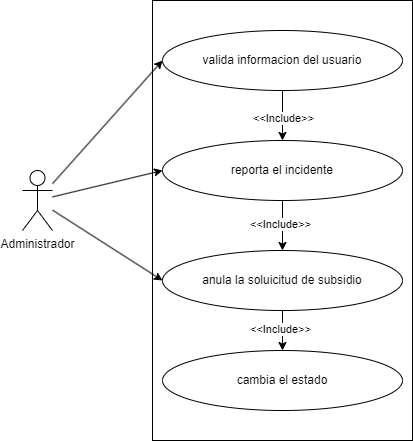 valida informacion del usuario
<<Include>>
reporta el incidente
<<Include>>
Administrador
anula la soluicitud de subsidio
<<Include>>
cambia el estado